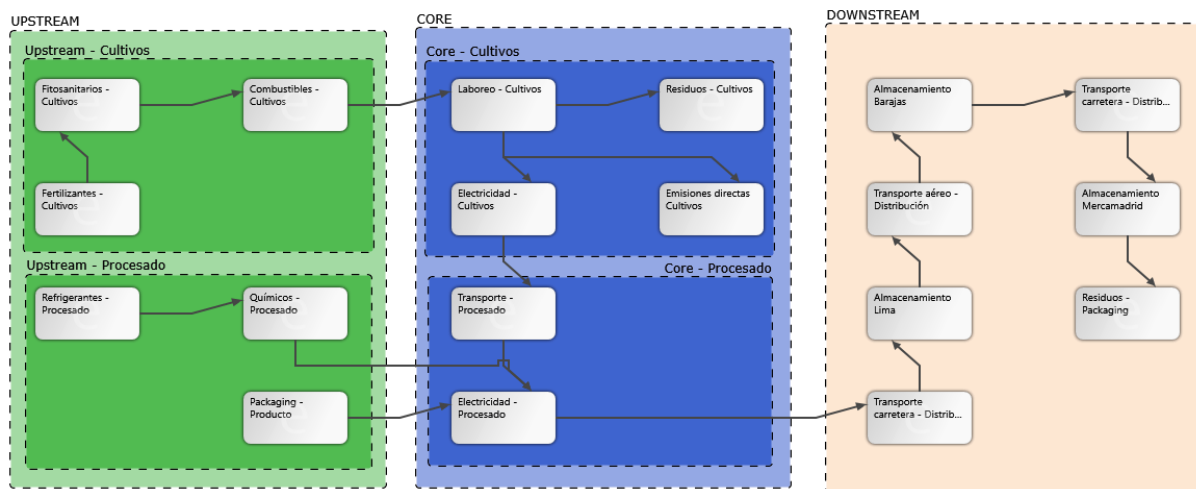 UPSTREAM
Upstream - Cultivos
Fitosanitarios -
Cultivos
Combustibles -
Cultivos
Fertilizantes -
Cultivos
Upstream - Procesado
Refrigerantes -
Procesado
Químicos -
Procesado
Packaging -
Producto
CORE
Core - Cultivos
Laboreo - Cultivos
Residuos - Cultivos
Electricidad -
Cultivos
Emisiones directas
Cultivos
Core - Procesado
Transporte -
Procesado
Electricidad -
Procesado
DOWNSTREAM
Almacenamiento
Barajas
Transporte
carretera - Distrib...
Transporte aéreo -
Distribución
Almacenamiento
Mercamadrid
Almacenamiento
Lima
Residuos -
Packaging
Transporte
carretera - Distrib...